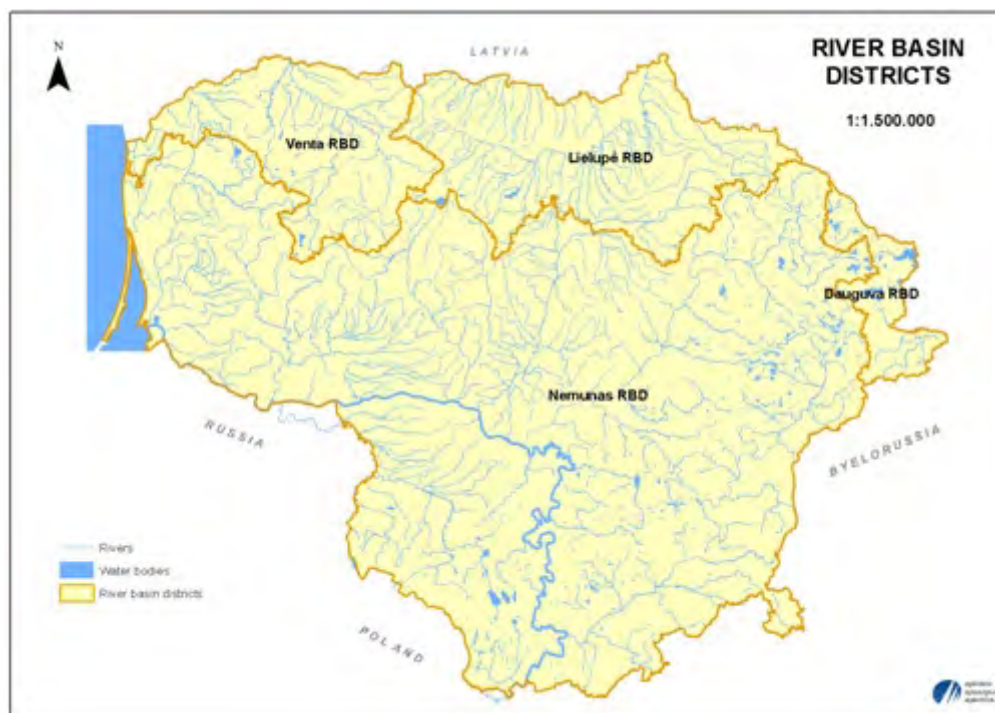 N
LATVIA
RIVER BASIN
DISTRICTS
1:1.500.000
Venta RBD
Lielupé RBD
Dauguva RBD
Nemunas RBD
RUSSIA
BYELORUSSIA
Rivers
Water bodies
River basin districts
POLAND